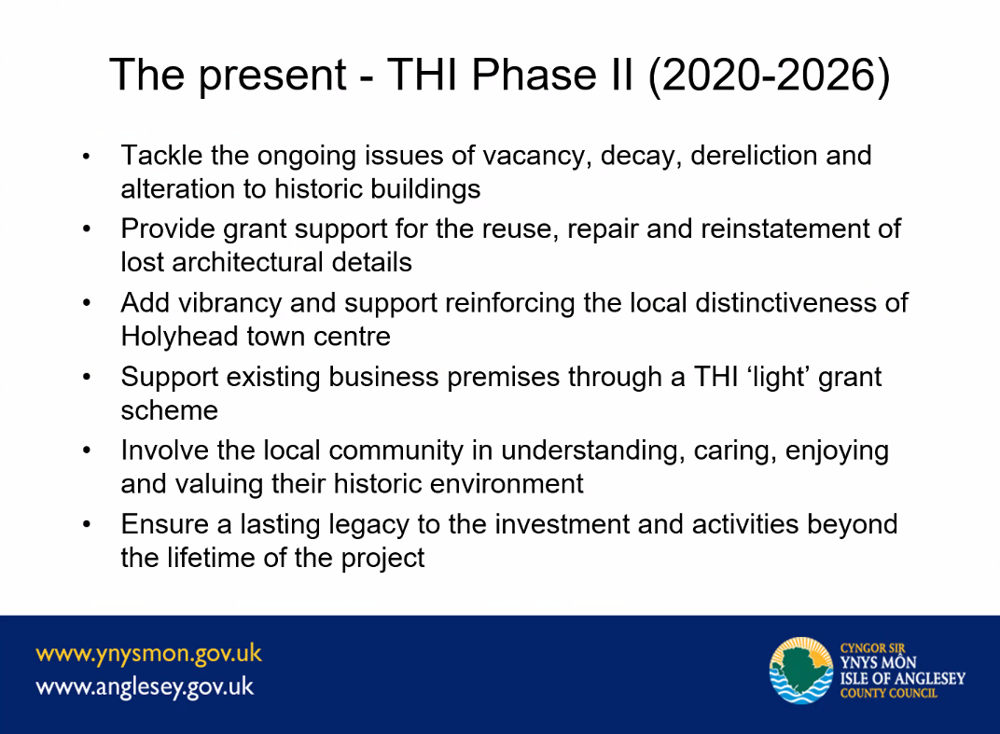 The present - THI Phase II (2020-2026)
• Tackle the ongoing issues of vacancy, decay, dereliction and
alteration to historic buildings
• Provide grant support for the reuse, repair and reinstatement of
lost architectural details
• Add vibrancy and support reinforcing the local distinctiveness of
Holyhead town centre
• Support existing business premises through a THI ‘light’ grant
scheme
• Involve the local community in understanding, caring, enjoying
and valuing their historic environment
• Ensure a lasting legacy to the investment and activities beyond
the lifetime of the project
www.ynysmon.gov.uk
www.anglesey.gov.uk
CYNGOR SIR
YNYS MÔN
ISLE OF ANGLESEY
COUNTY COUNCIL